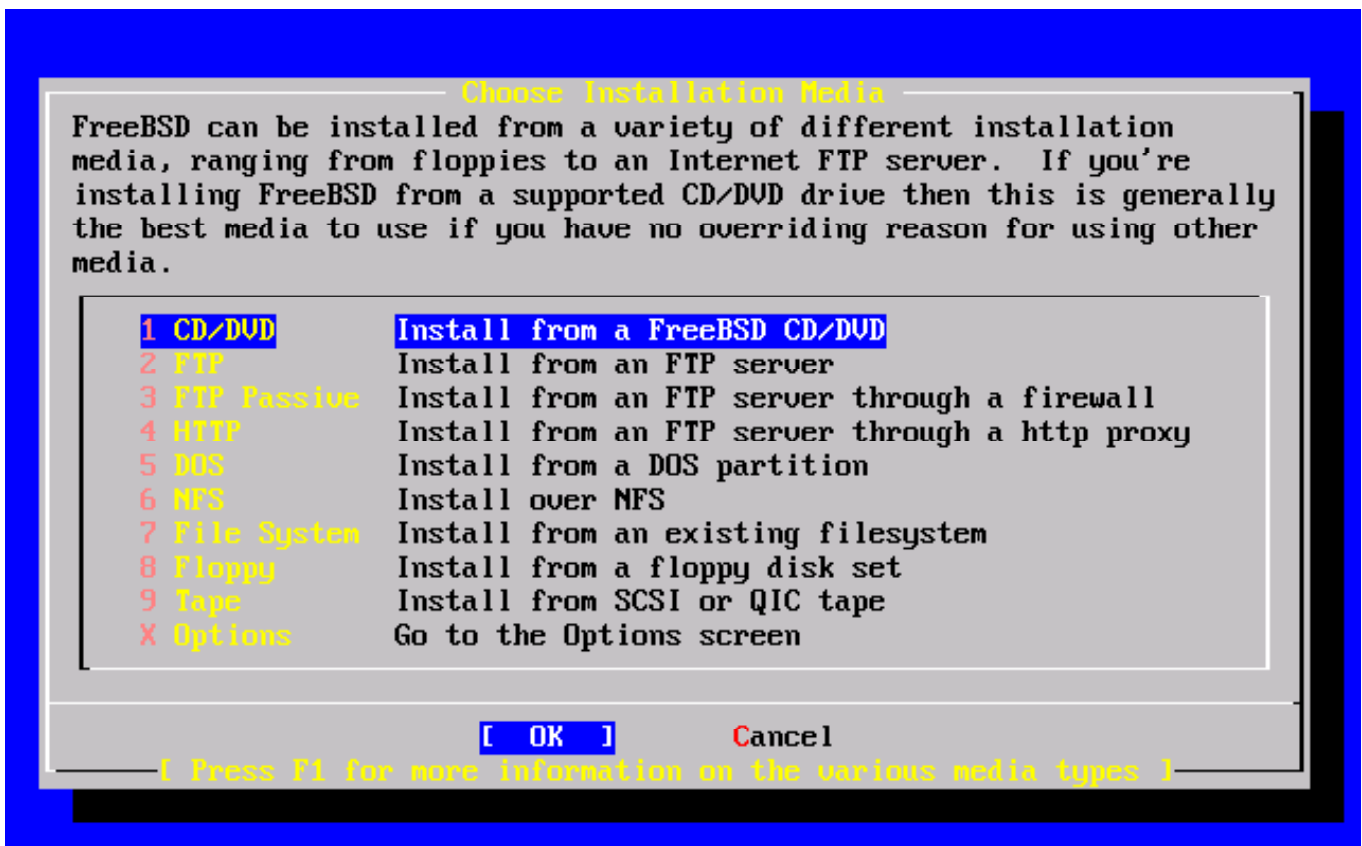 Choose Installation Media
FreeBSD can be installed from a variety of different installation
media, ranging from floppies to an Internet FTP server.  If you're
installing FreeBSD from a supported CD/DVD drive then this is generally
the best media to use if you have no overriding reason for using other
media.
1 CD/DVD Install from a FreeBSD CD/DVD
2 FTP Install from an FTP server
3 FTP Passive Install from an FTP server through a firewall
4 HTTP Install from an FTP server through a http proxy
5 DOS Install from a DOS partition
6 NFS Install over NFS
7 File System Install from an existing filesystem
8 Floppy Install from a floppy disk set
9 Tape Install from SCSI or QIC tape
X Options Go to the Options screen
[ OK ] Cancel
[ Press F1 for more information on the various media types ]